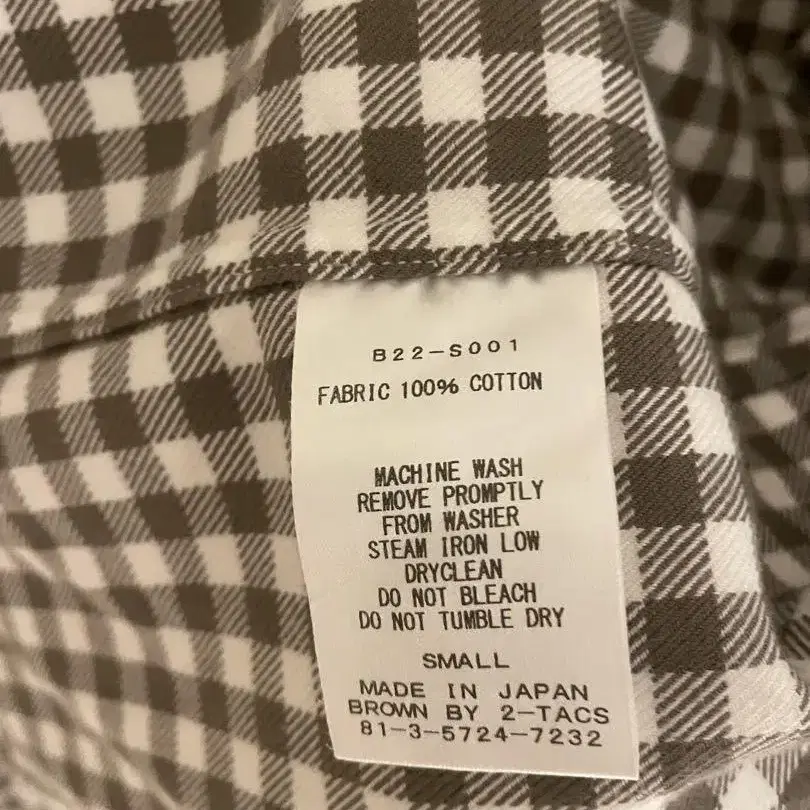 B22-S001
FABRIC 100% COTTON
MACHINE WASH
REMOVE PROMPTLY
FROM WASHER
STEAM IRON LOW
DRYCLEAN
DO NOT BLEACH
DO NOT TUMBLE DRY
SMALL
MADE IN JAPAN
BROWN BY 2-TACS
81-3-5724-7232